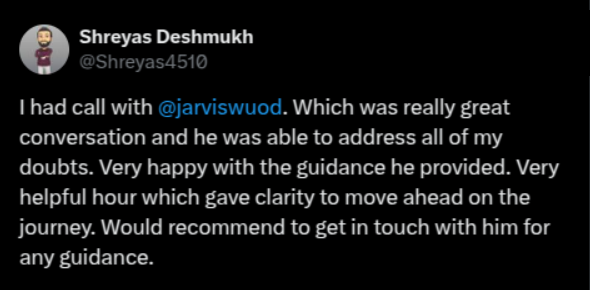 Shreyas Deshmukh
@Shreyas4510
I had call with @jarviswuod. Which was really great
conversation and he was able to address all of my
doubts. Very happy with the guidance he provided. Very
helpful hour which gave clarity to move ahead on the
journey. Would recommend to get in touch with him for
any guidance.